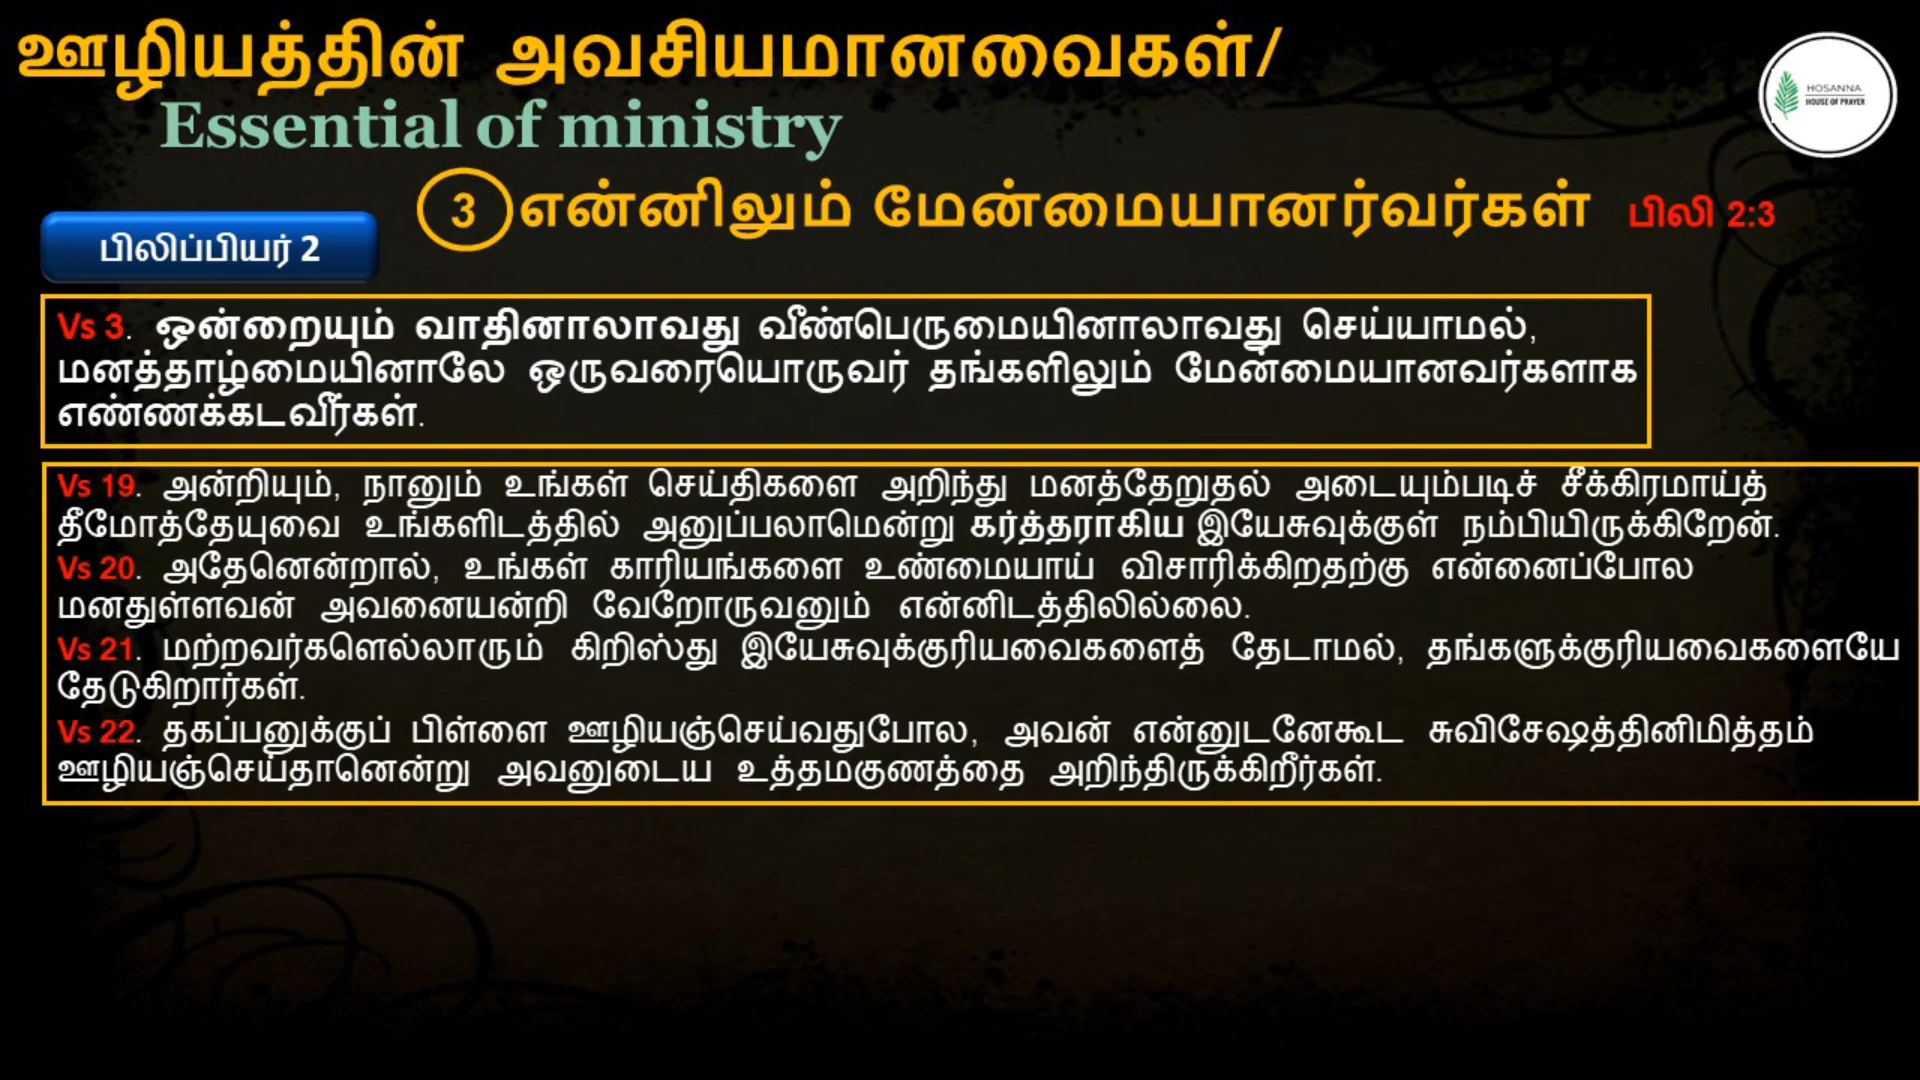 ஊழியத்தின் அவசியமானவைகள்/
Essential of ministry
HOSANNA
HOUSE OF PRAYER
3 என்னிலும் மேன்மையானர்வர்கள் பிலி 2:3
பிலிப்பியர் 2
Vs 3. ஒன்றையும் வாதினாலாவது வீண்பெருமையினாலாவது செய்யாமல்,
மனத்தாழ்மையினாலே ஒருவரையொருவர் தங்களிலும் மேன்மையானவர்களாக
எண்ணக்கடவீர்கள்.
Vs 19. அன்றியும், நானும் உங்கள் செய்திகளை அறிந்து மனத்தேறுதல் அடையும்படிச் சீக்கிரமாய்த்
தீமோத்தேயுவை உங்களிடத்தில் அனுப்பலாமென்று கர்த்தராகிய இயேசுவுக்குள் நம்பியிருக்கிறேன்.
Vs 20. அதேனென்றால், உங்கள் காரியங்களை உண்மையாய் விசாரிக்கிறதற்கு என்னைப்போல
மனதுள்ளவன் அவனையன்றி வேறோருவனும் என்னிடத்திலில்லை.
Vs 21. மற்றவர்களெல்லாரும் கிறிஸ்து இயேசுவுக்குரியவைகளைத் தேடாமல், தங்களுக்குரியவைகளையே
தேடுகிறார்கள்.
Vs 22. தகப்பனுக்குப் பிள்ளை ஊழியஞ்செய்வதுபோல, அவன் என்னுடனேகூட சுவிசேஷத்தினிமித்தம்
ஊழியஞ்செய்தானென்று அவனுடைய உத்தமகுணத்தை அறிந்திருக்கிறீர்கள்.